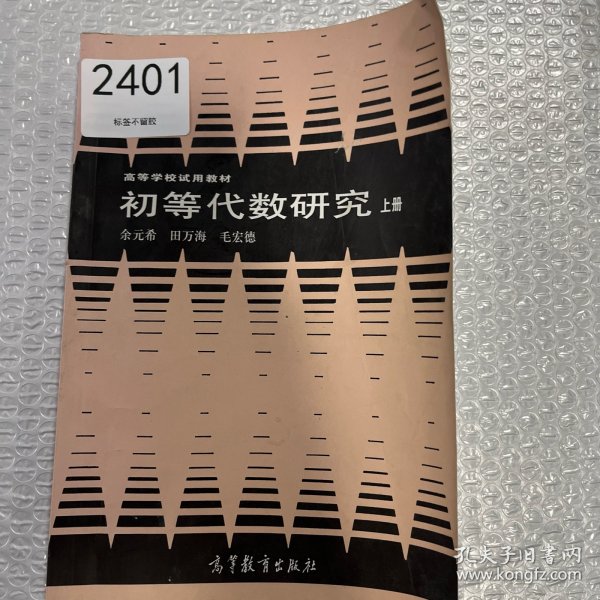 2401
标签不留胶
高等学校试用教材
初等代数研究 上册
余元希 田万海 毛宏德
高等教育出版社
孔夫子旧书网
www.kongfz.com